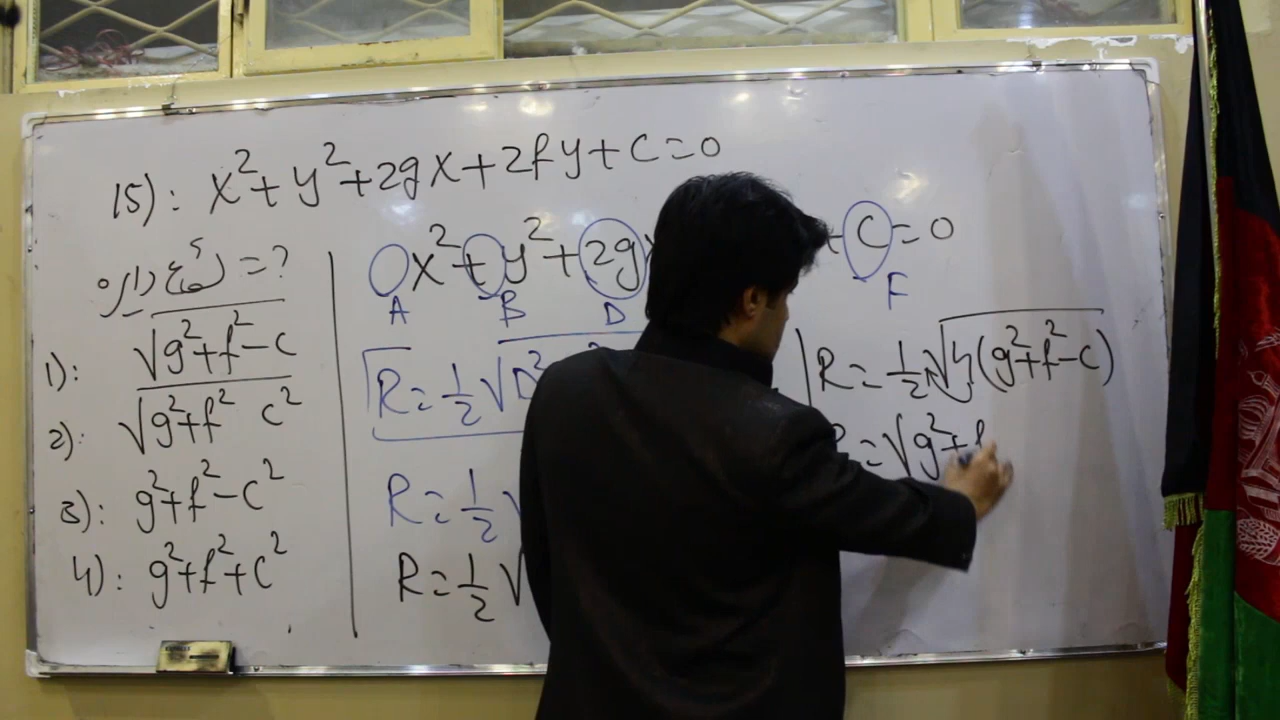 15): x²+y²+2gx+2fy+c=0
شعاع دایره =?
1): √g²+f²-c
2): √g²+f² c²
3): g²+f²-c²
4): g²+f²+c²
x²+y²+2g
A B D
R=1/2√D²
R=1/2√
R=1/2√
+c=0
F
R=1/2√4(g²+f²-c)
=√g²+f